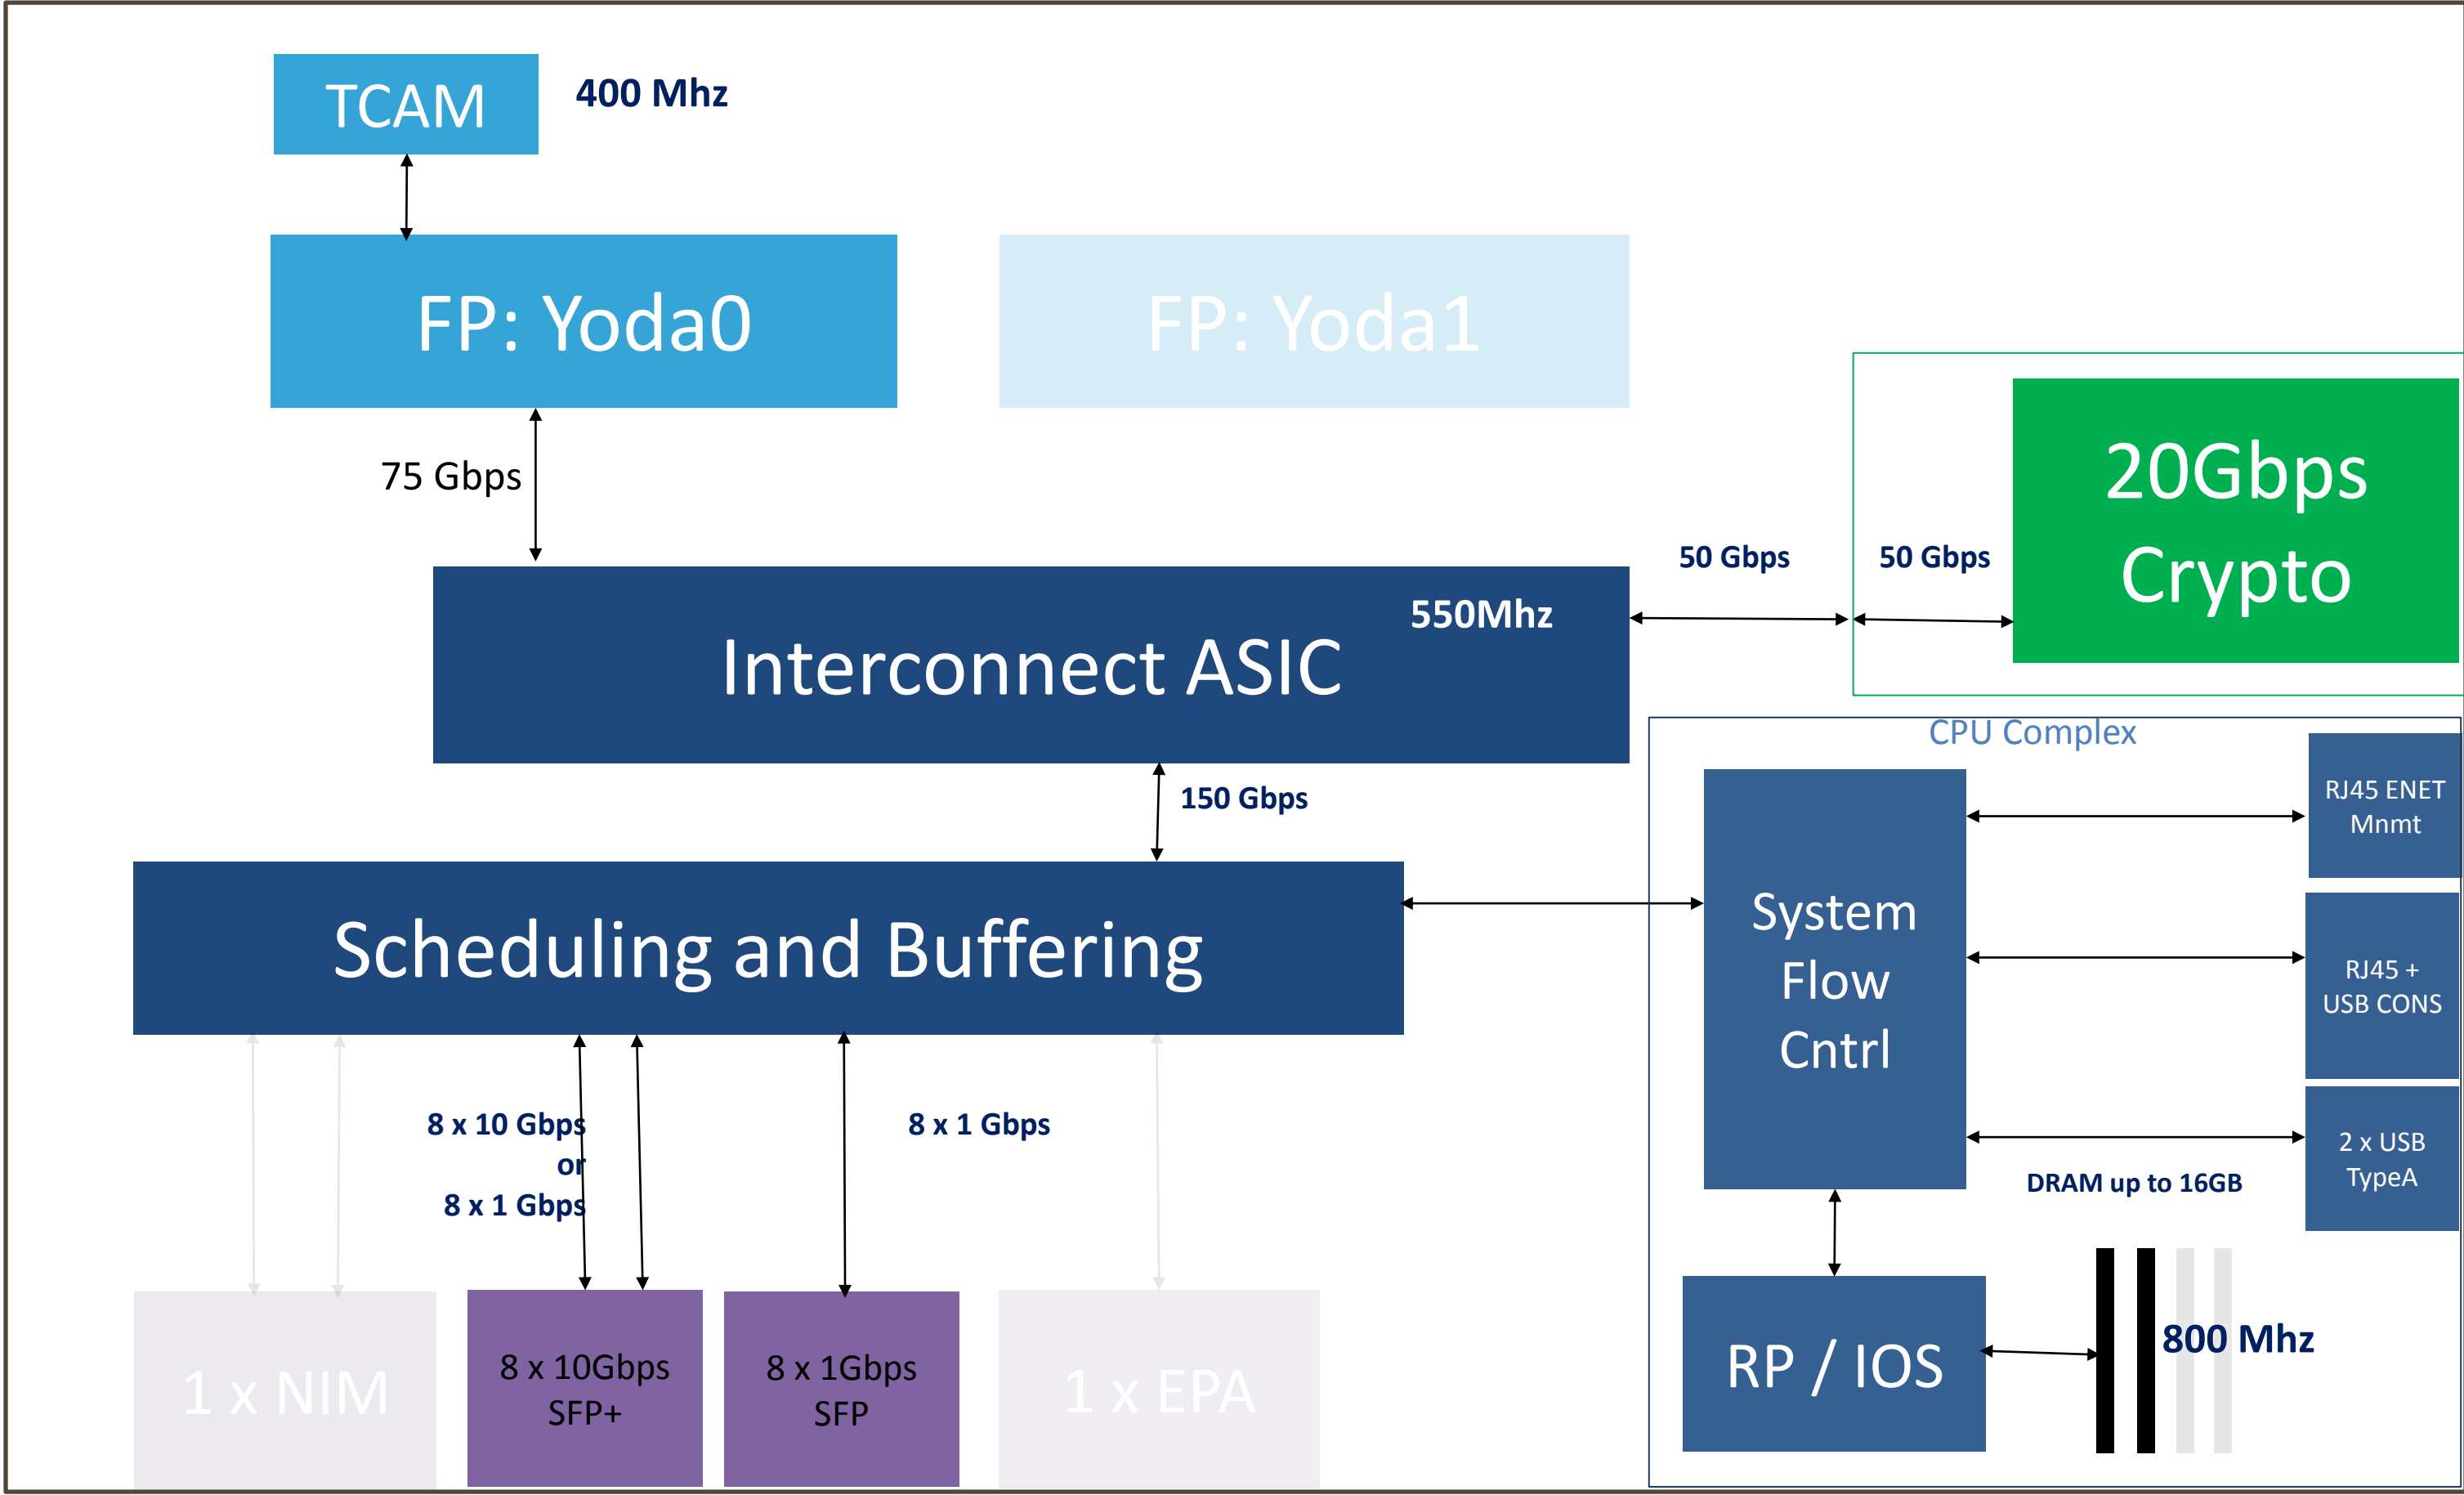 TCAM
400 Mhz
FP: Yoda0
FP: Yoda1
75 Gbps
20Gbps
Crypto
50 Gbps
50 Gbps
550Mhz
Interconnect ASIC
CPU Complex
150 Gbps
RJ45 ENET
Mnmt
Scheduling and Buffering
System
Flow
Cntrl
RJ45 +
USB CONS
8 x 10 Gbps
or
8 x 1 Gbps
8 x 1 Gbps
2 x USB
TypeA
DRAM up to 16GB
1 x NIM
8 x 10Gbps
SFP+
8 x 1Gbps
SFP
1 x EPA
RP / IOS
800 Mhz